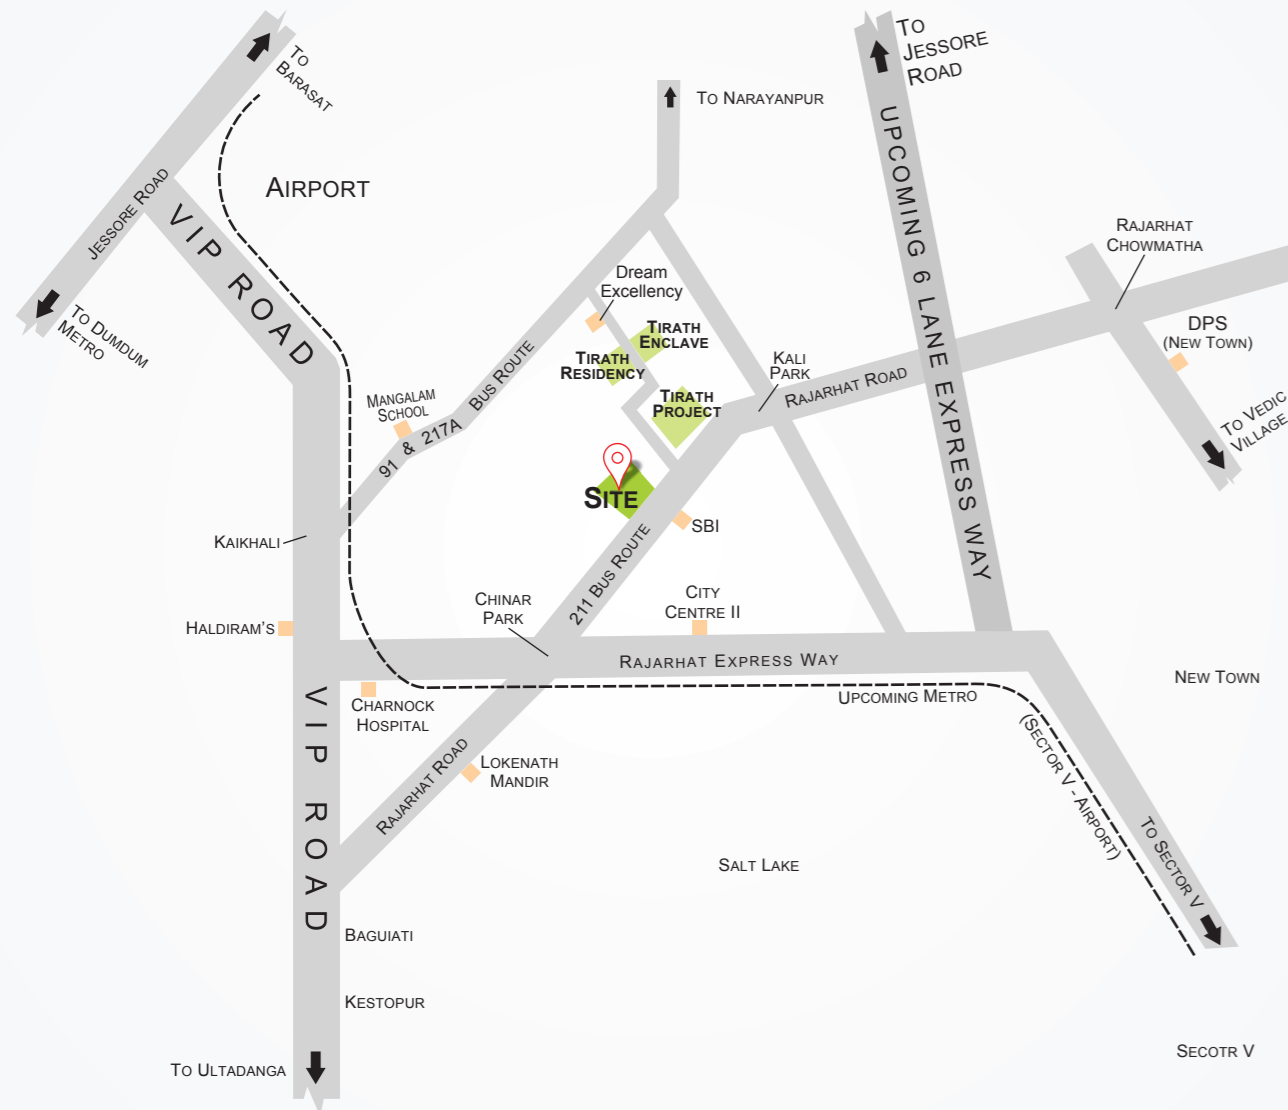 To
Barasat
To
Jessore
Road
To Narayanpur
Airport
Jessore Road
VIP ROAD
UPCOMING 6 LANE EXPRESS WAY
Rajarhat
Chowmatha
Dream
Excellency
To Dumdum
Metro
Tirath
Enclave
DPS
(New Town)
Tirath
Residency
Kali
Park
Rajarhat Road
Mangalam
School
Tirath
Project
To Vedic
Village
91 & 217A Bus Route
Site
SBI
Kaikhali
211 Bus Route
Chinar
Park
City
Centre II
Haldiram's
Rajarhat Express Way
New Town
VIP ROAD
Charnock
Hospital
Upcoming Metro
(Sector V - Airport)
Rajarhat Road
Lokenath
Mandir
To Sector V
Salt Lake
Baguiati
Kestopur
Secotr V
To Ultadanga